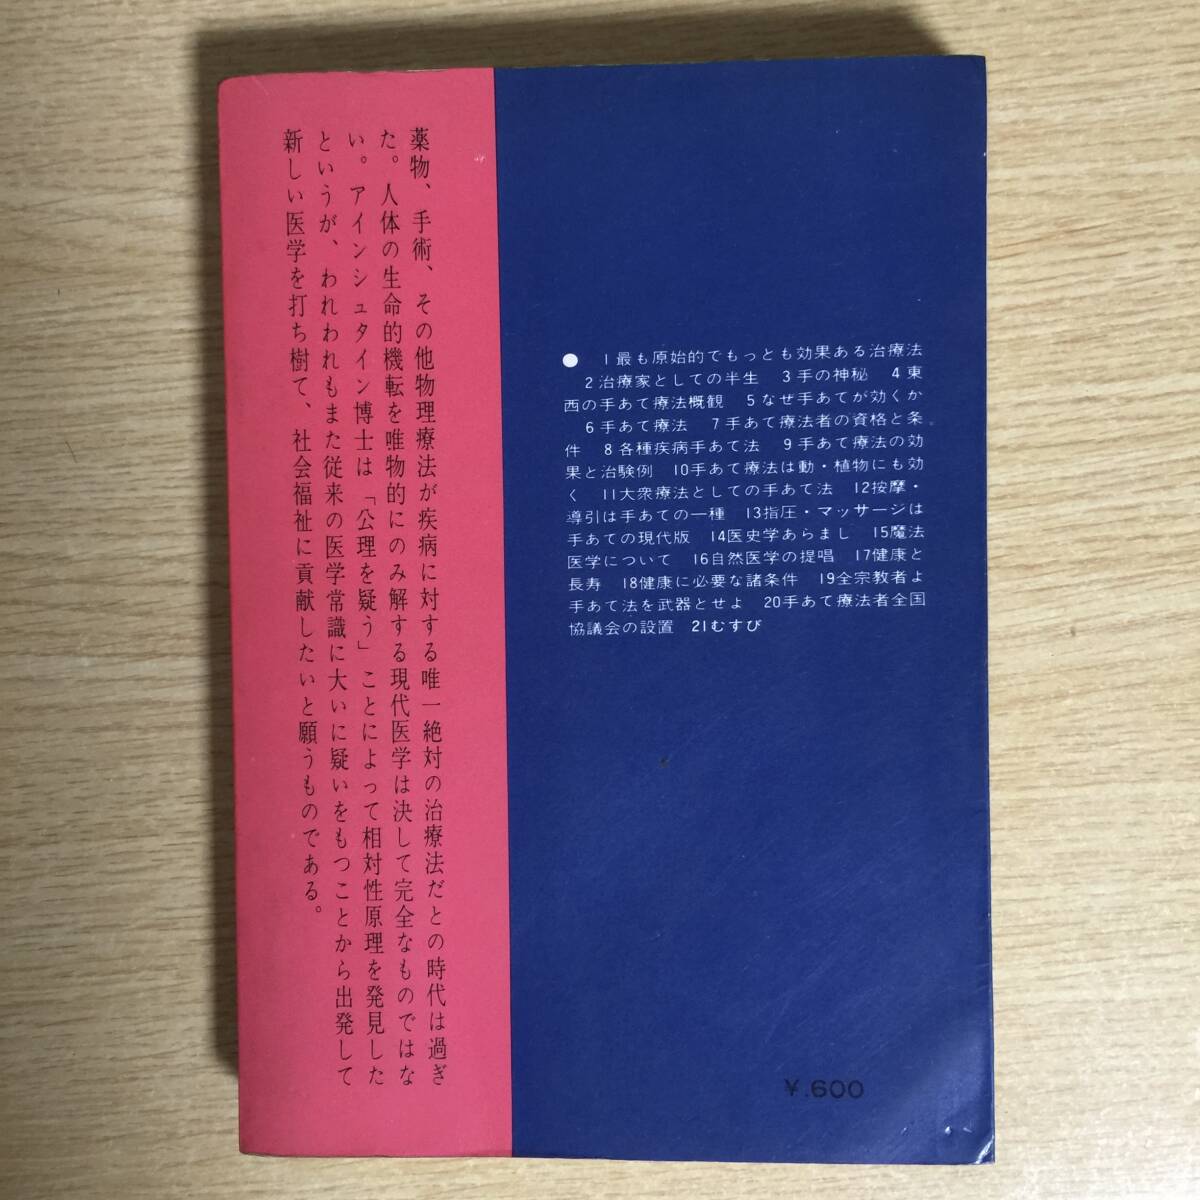 薬物、手術、その他物理療法が疾病に対する唯一絶対の治療法だとの時代は過ぎ
た。人体の生命的機転を唯物的にのみ解する現代医学は決して完全なものではな
い。アインシュタイン博士は「公理を疑う」ことによって相対性原理を発見した
というが、われわれもまた従来の医学常識に大いに疑いをもつことから出発して
新しい医学を打ち樹て、社会福祉に貢献したいと願うものである。
● 1最も原始的でもっとも効果ある治療法
2治療家としての半生 3手の神秘 4東
西の手あて療法概観 5なぜ手あてが効くか
6手あて療法 7手あて療法者の資格と条
件 8各種疾病手あて法 9手あて療法の効
果と治験例 10手あて療法は動・植物にも効
く 11大衆療法としての手あて法 12按摩・
導引は手あての一種 13指圧・マッサージは
手あての現代版 14医史学あらまし 15魔法
医学について 16自然医学の提唱 17健康と
長寿 18健康に必要な諸条件 19全宗教者よ
手あて法を武器とせよ 20手あて療法者全国
協議会の設置 21むすび
¥.600